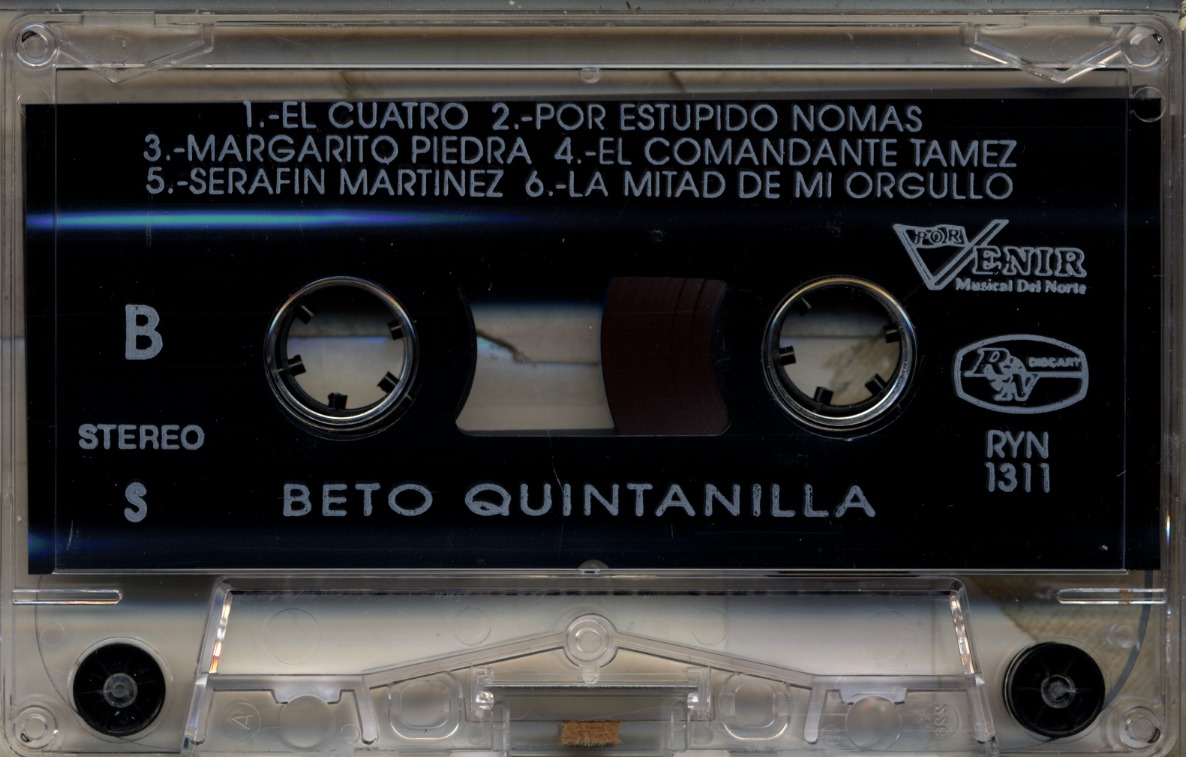 1.-EL CUATRO 2.-POR ESTUPIDO NOMAS
3.-MARGARITO PIEDRA 4.-EL COMANDANTE TAMEZ
5.-SERAFIN MARTINEZ 6.-LA MITAD DE MI ORGULLO
POR VENIR
Musical Del Norte
B
RYN DISCART
STEREO
RYN
1311
S
BETO QUINTANILLA
A